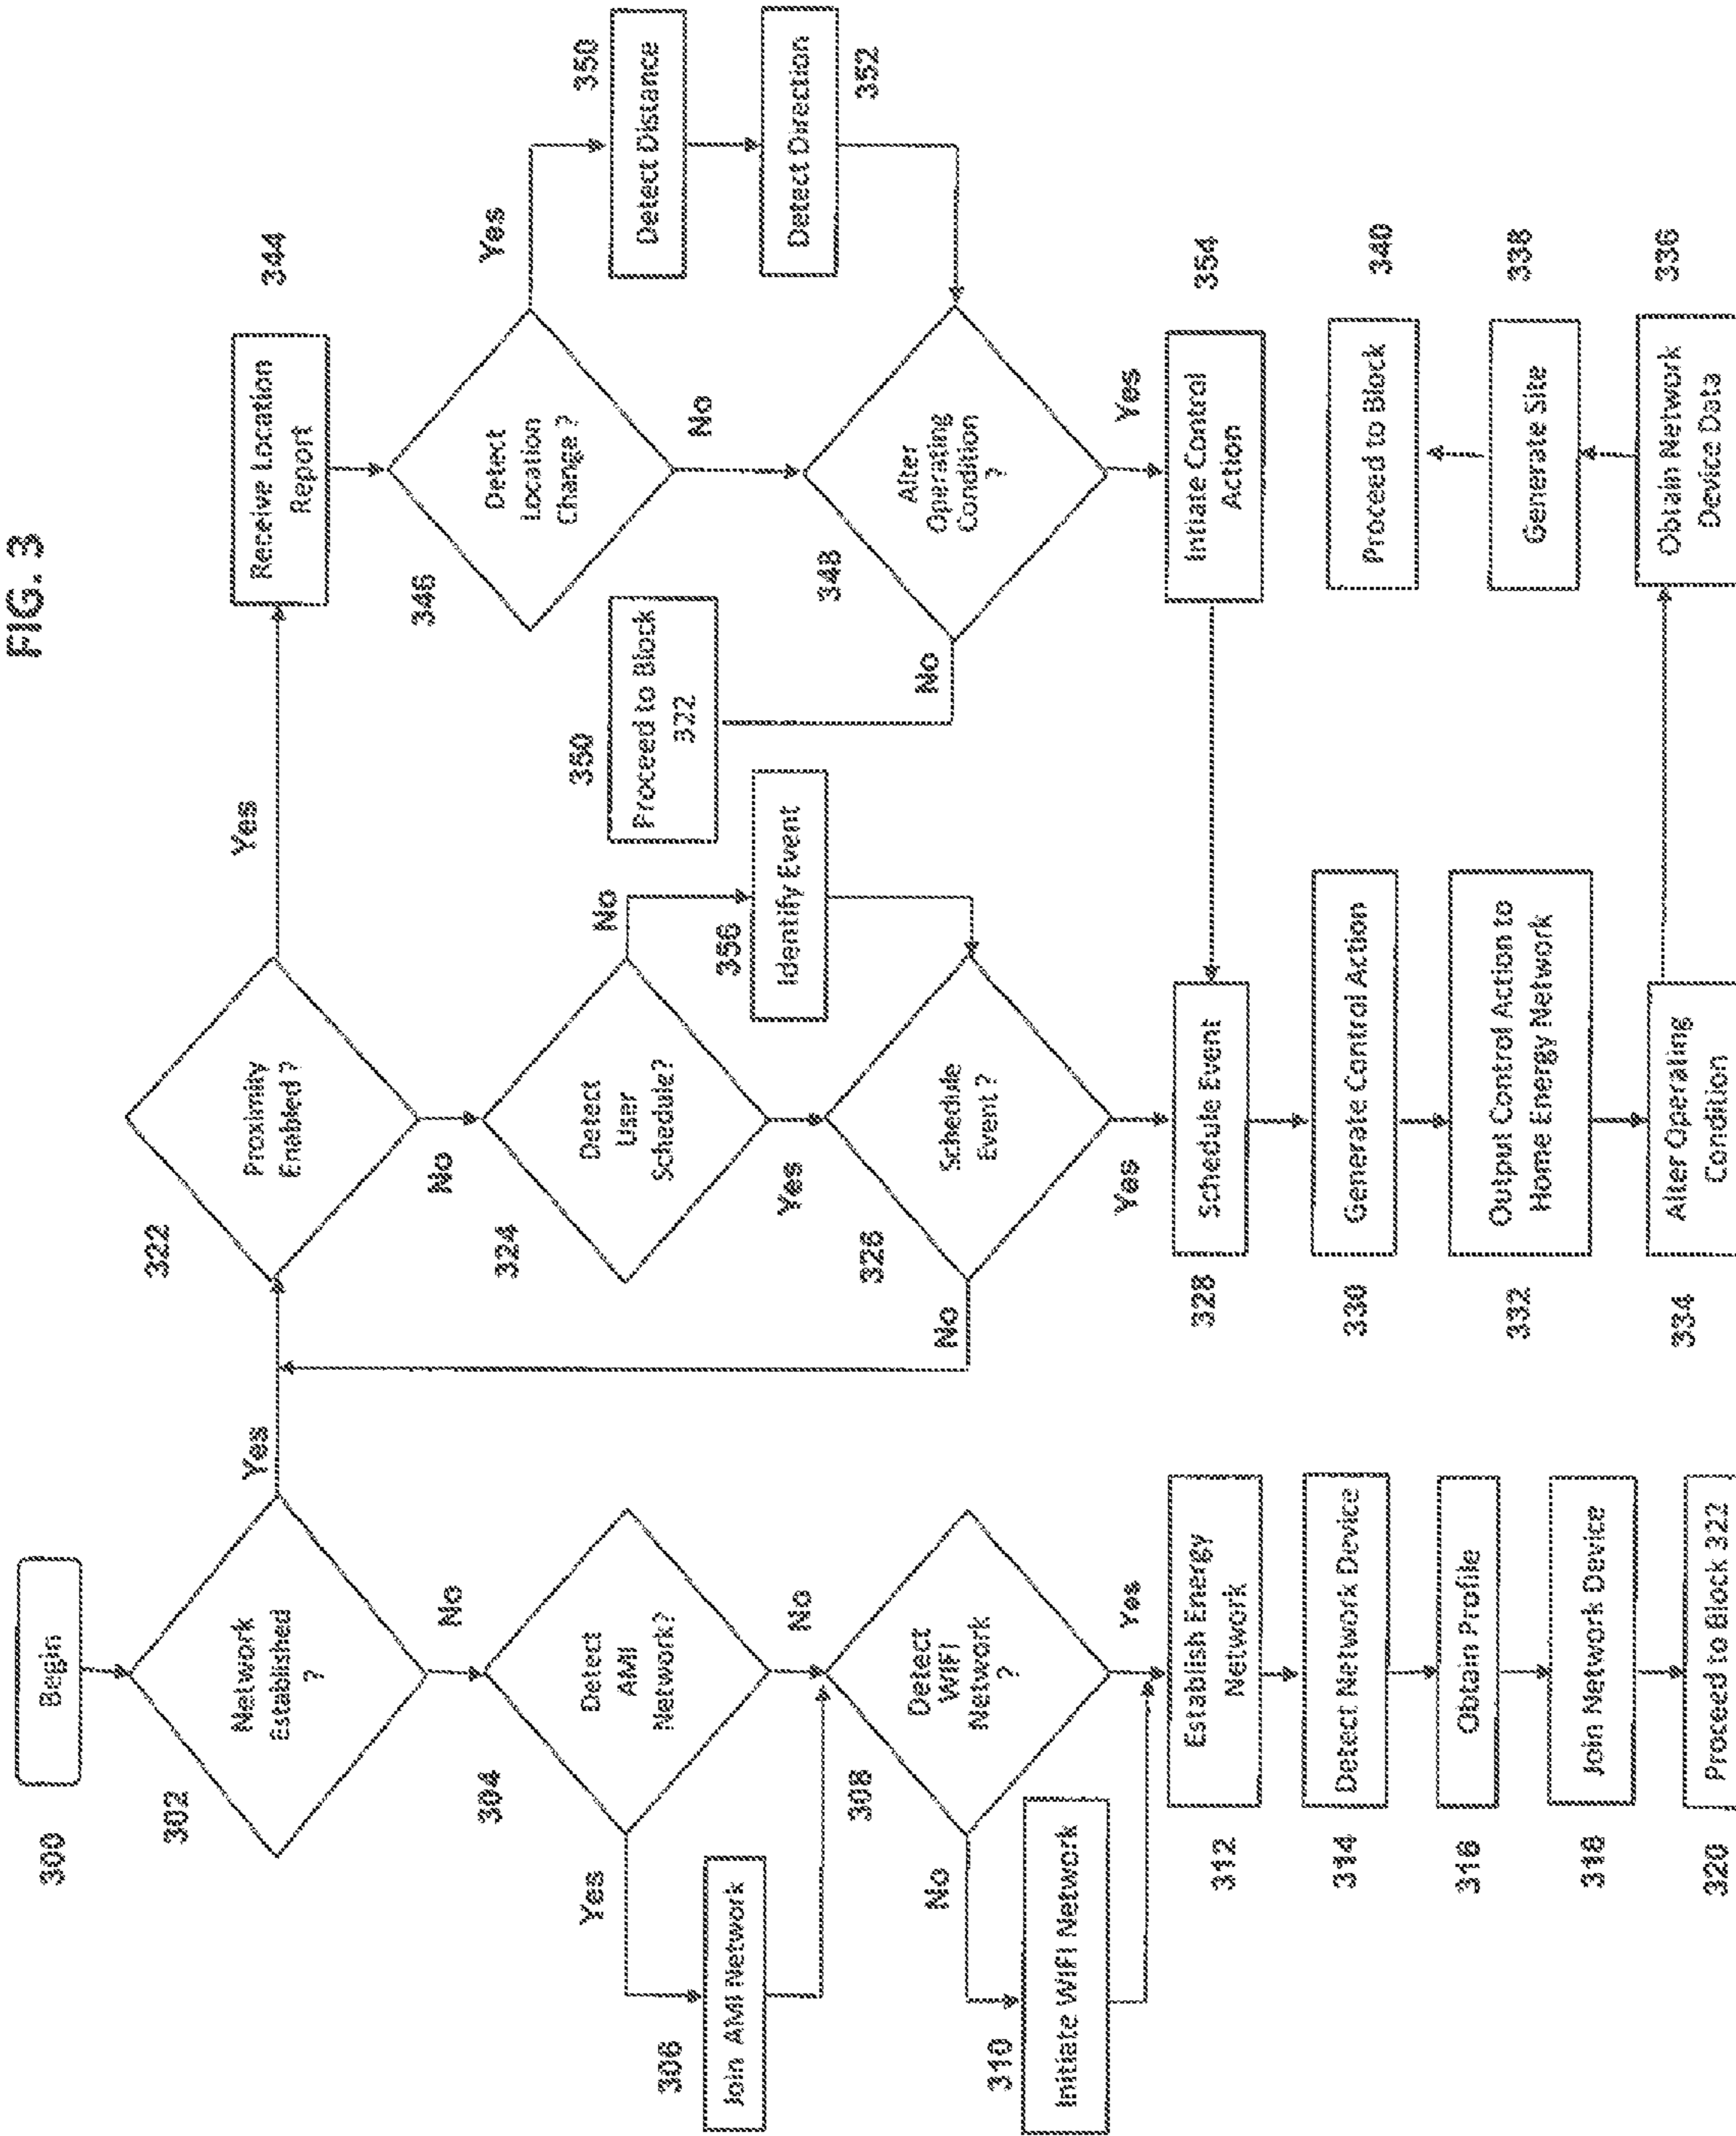 FIG. 3
300
Begin
302
Network
Established
?
Yes
No
304
Detect
AMI
Network?
Yes
No
306
Join AMI Network
308
Detect
WIFI
Network
?
No
Yes
310
Initiate WIFI Network
312
Establish Energy
Network
314
Detect Network Device
316
Obtain Profile
318
Join Network Device
320
Proceed to Block 322
322
Proximity
Enabled ?
Yes
No
324
Detect
User
Schedule?
No
Yes
356
Identify Event
326
Schedule
Event ?
No
Yes
328
Schedule Event
330
Generate Control Action
332
Output Control Action to
Home Energy Network
334
Alter Operating
Condition
344
Receive Location
Report
346
Detect
Location
Change ?
Yes
No
350
Detect Distance
352
Detect Direction
350
Proceed to Block
322
348
Alter
Operating
Condition
?
No
Yes
354
Initiate Control
Action
340
Proceed to Block
338
Generate Site
336
Obtain Network
Device Data